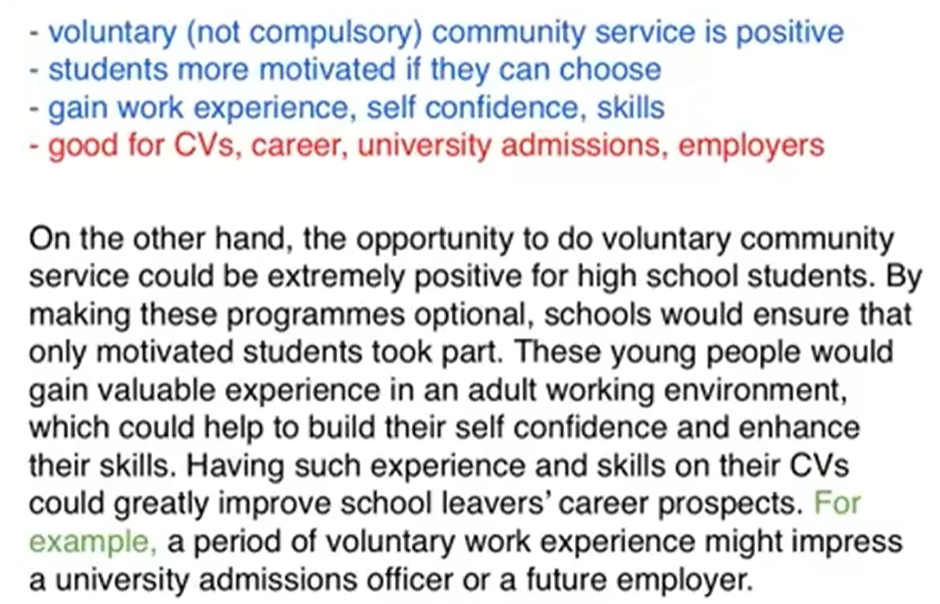 - voluntary (not compulsory) community service is positive
- students more motivated if they can choose
- gain work experience, self confidence, skills
- good for CVs, career, university admissions, employers
On the other hand, the opportunity to do voluntary community
service could be extremely positive for high school students. By
making these programmes optional, schools would ensure that
only motivated students took part. These young people would
gain valuable experience in an adult working environment,
which could help to build their self confidence and enhance
their skills. Having such experience and skills on their CVs
could greatly improve school leavers’ career prospects. For
example, a period of voluntary work experience might impress
a university admissions officer or a future employer.